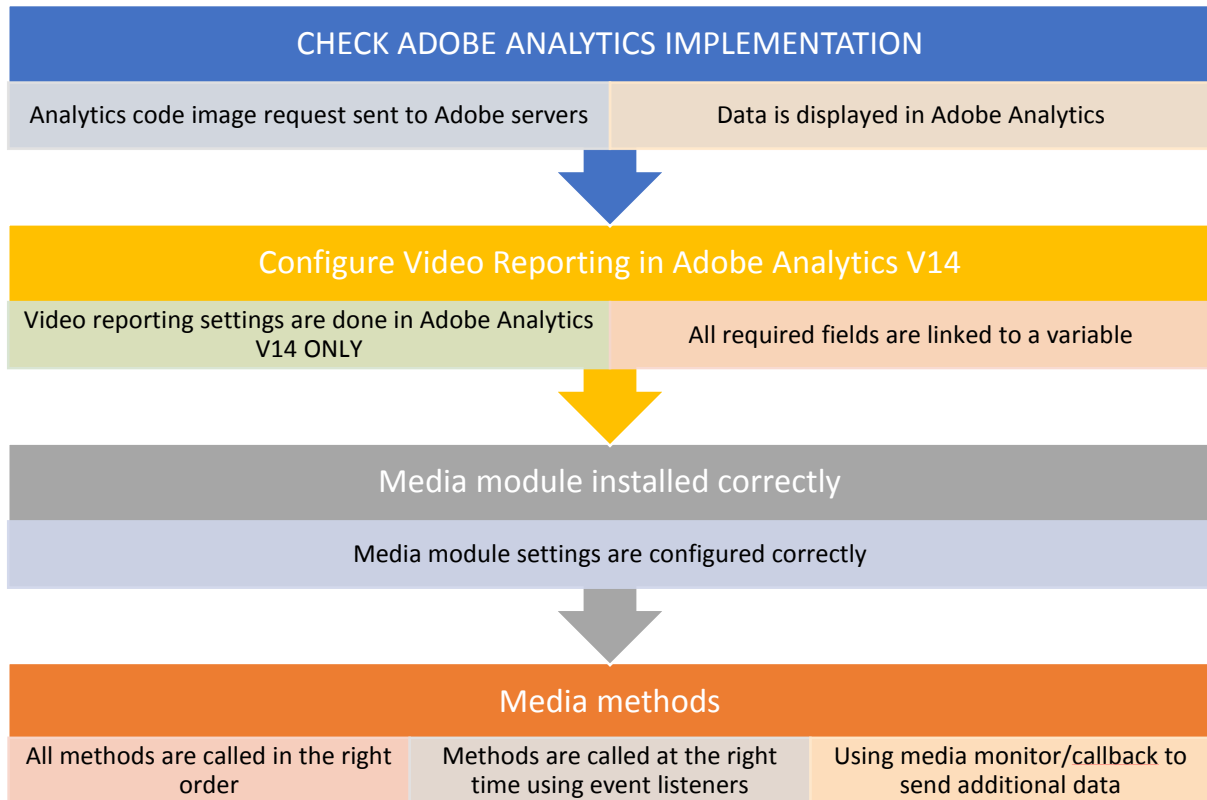 CHECK ADOBE ANALYTICS IMPLEMENTATION
Analytics code image request sent to Adobe servers
Data is displayed in Adobe Analytics
Configure Video Reporting in Adobe Analytics V14
Video reporting settings are done in Adobe Analytics
V14 ONLY
All required fields are linked to a variable
Media module installed correctly
Media module settings are configured correctly
Media methods
All methods are called in the right
order
Methods are called at the right
time using event listeners
Using media monitor/callback to
send additional data